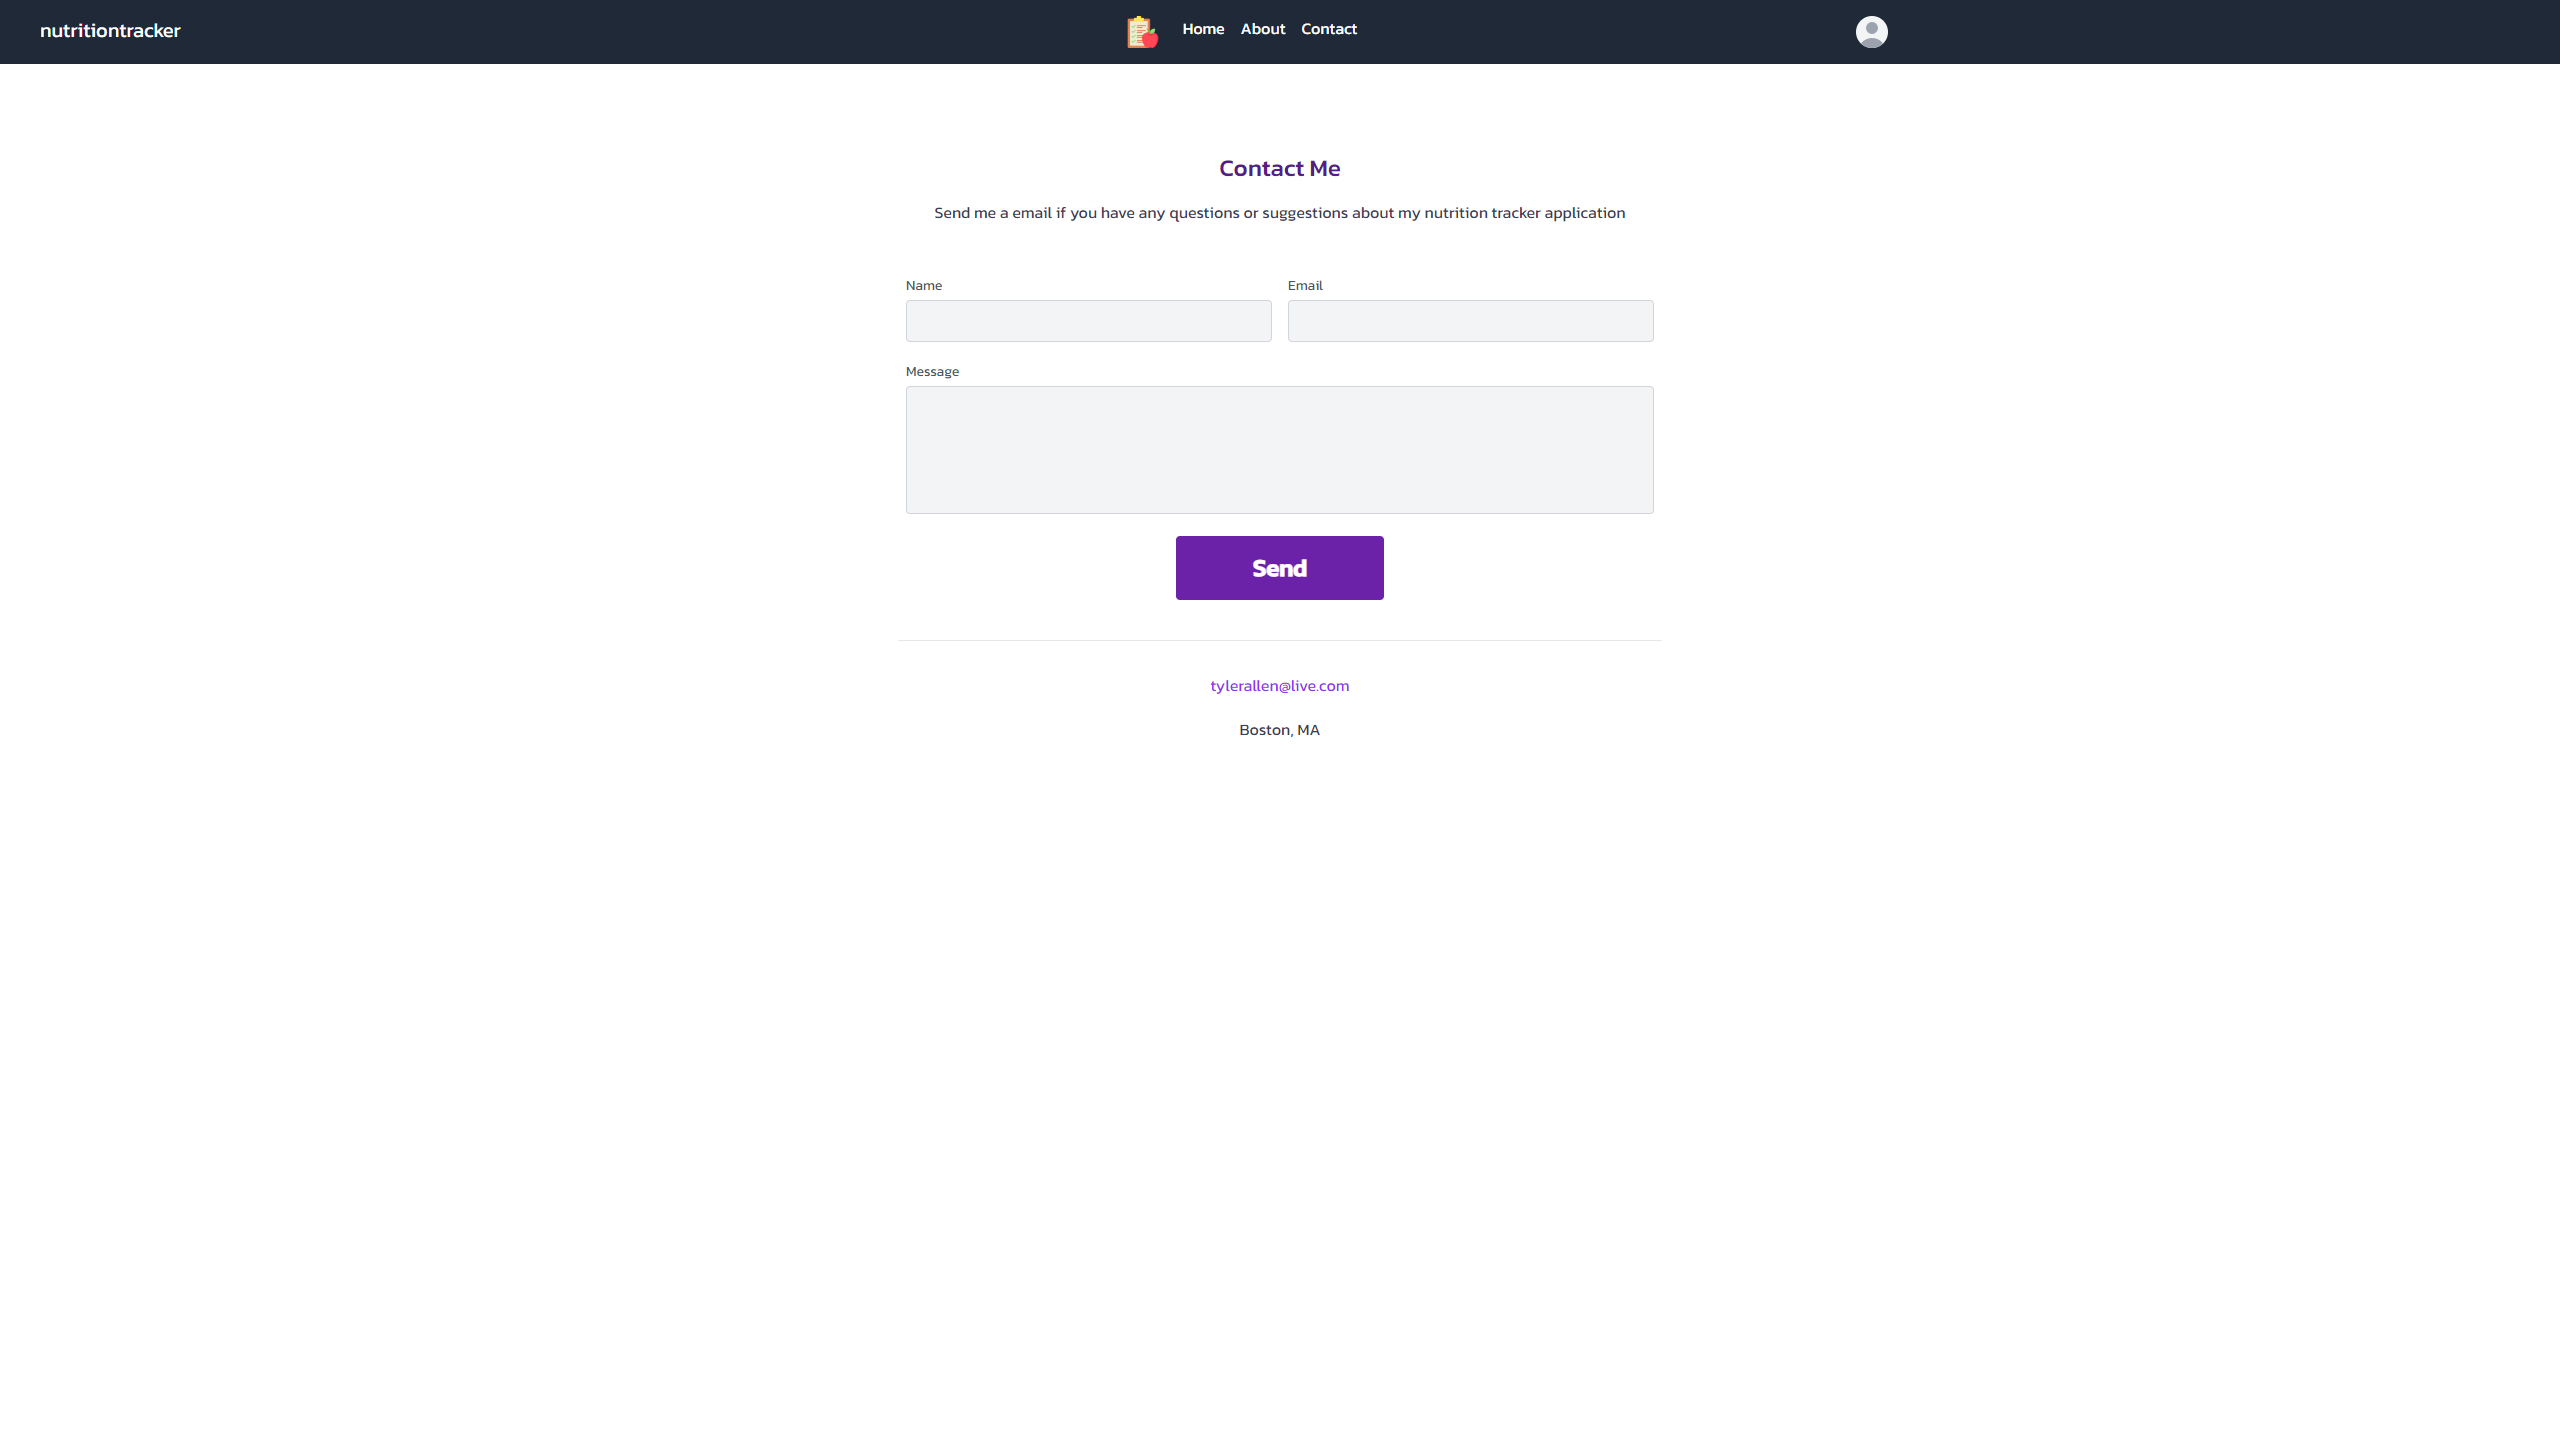 nutritiontracker
Home About Contact
Contact Me
Send me a email if you have any questions or suggestions about my nutrition tracker application
Name Email
Message
Send
tylerallen@live.com
Boston, MA